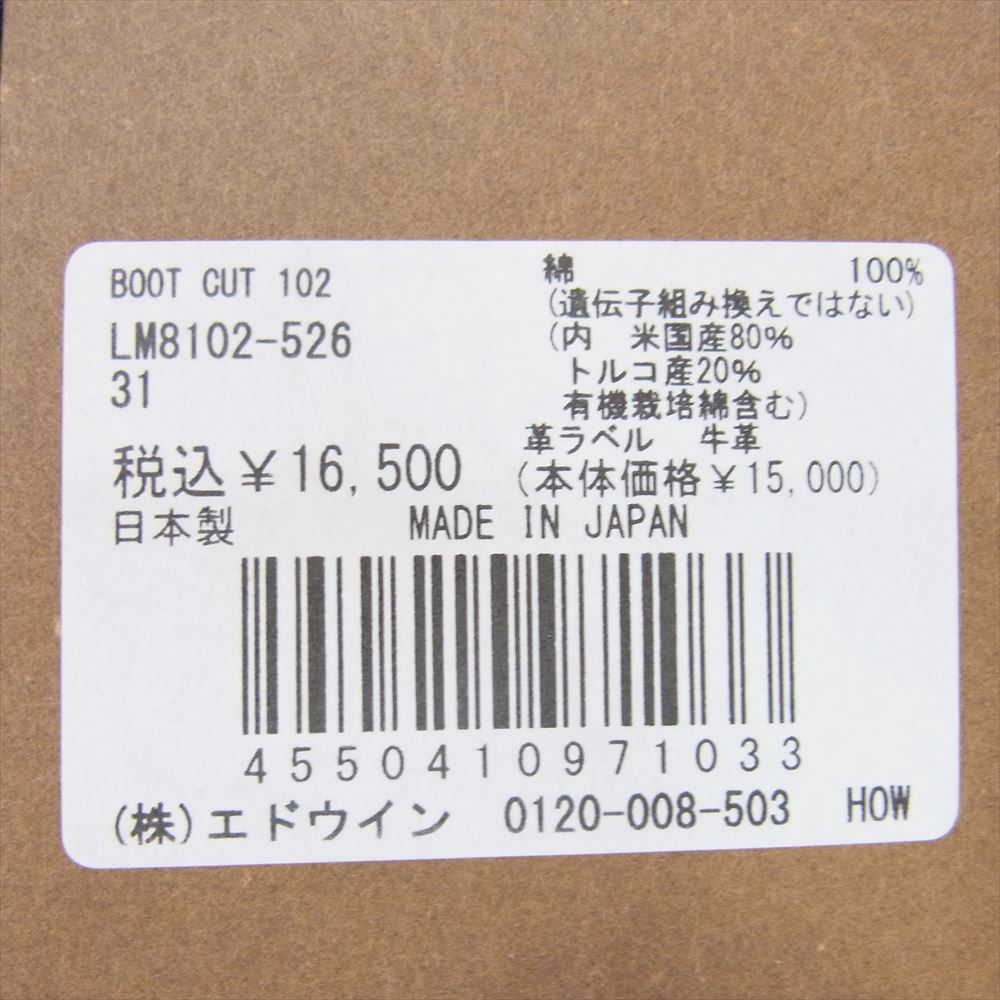 BOOT CUT 102
LM8102-526
31
綿 100%
(遺伝子組み換えではない)
(内 米国産80%
トルコ産20%
有機栽培綿含む)
革ラベル 牛革
税込¥16,500 (本体価格¥15,000)
日本製 MADE IN JAPAN
4550410971033
(株)エドウイン 0120-008-503 HOW